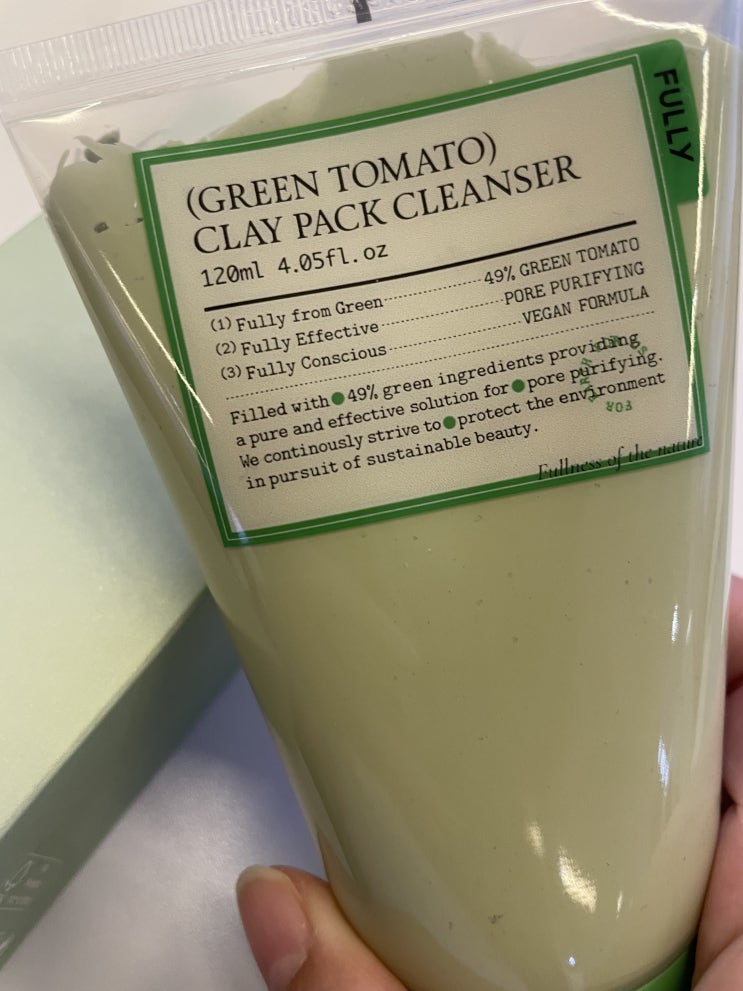 FULLY
(GREEN TOMATO)
CLAY PACK CLEANSER
120ml 4.05fl.oz
(1) Fully from Green 49% GREEN TOMATO
(2) Fully Effective PORE PURIFYING
(3) Fully Conscious VEGAN FORMULA
Filled with 49% green ingredients providing
a pure and effective solution for pore purifying.
We continously strive to protect the environment
in pursuit of sustainable beauty.
Fullness of the nature
FOR